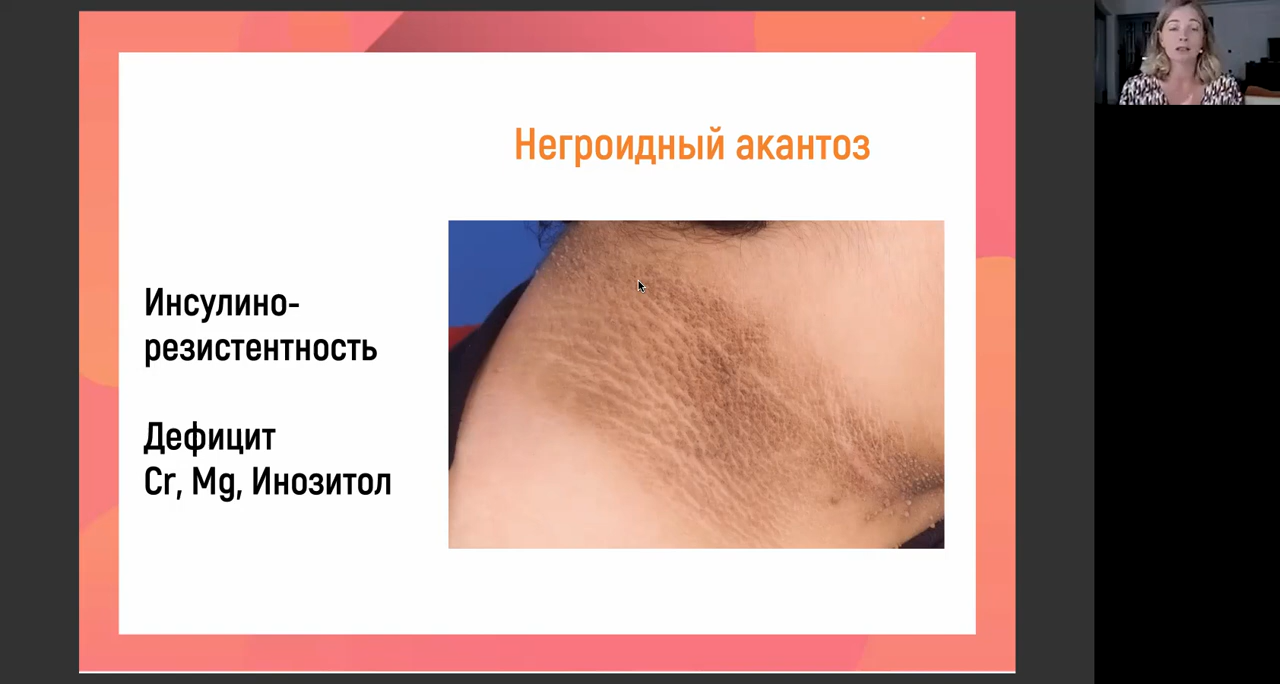 Негроидный акантоз
Инсулино-
резистентность
Дефицит
Cr, Mg, Инозитол